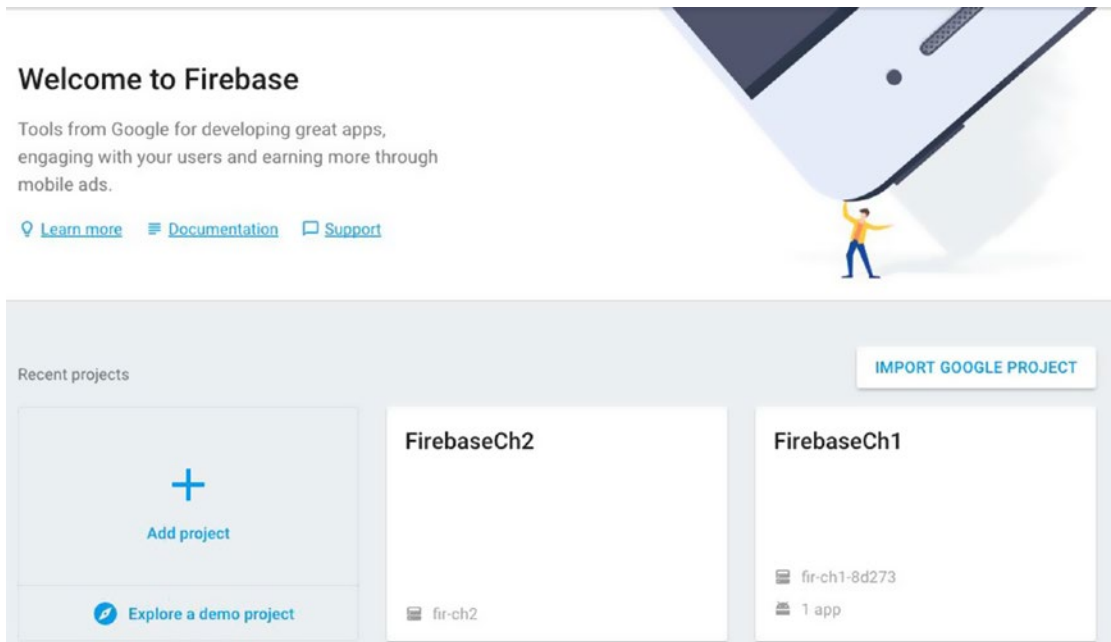 Welcome to Firebase
Tools from Google for developing great apps,
engaging with your users and earning more through
mobile ads.
Learn more Documentation Support
Recent projects
IMPORT GOOGLE PROJECT
Add project
Explore a demo project
FirebaseCh2
fir-ch2
FirebaseCh1
fir-ch1-8d273
1 app